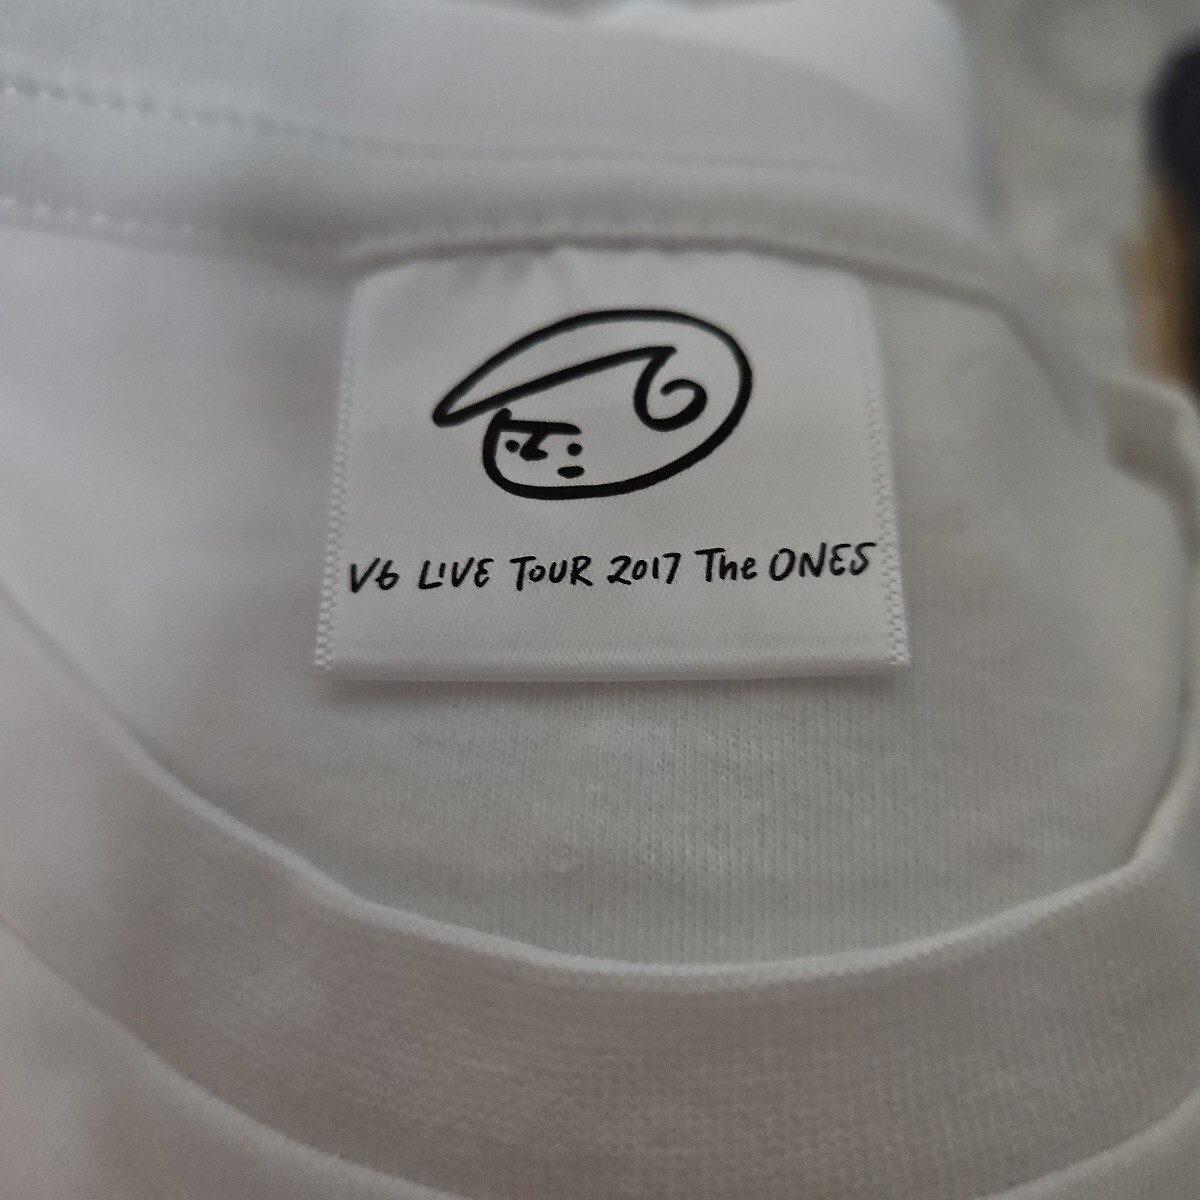 V6 LIVE TOUR 2017 The ONES